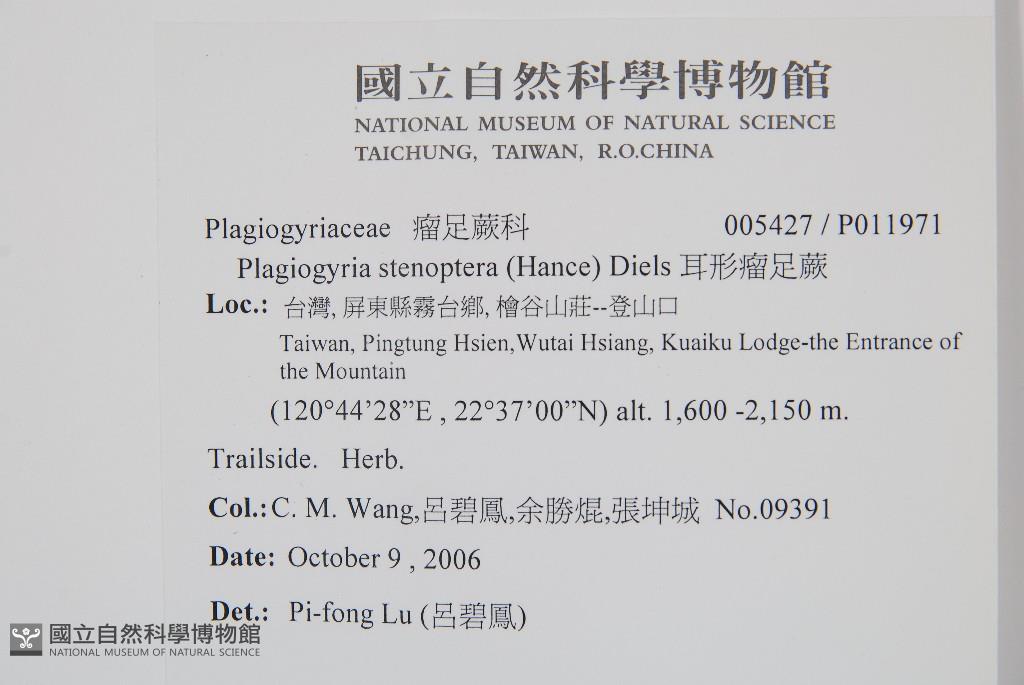 國立自然科學博物館
NATIONAL MUSEUM OF NATURAL SCIENCE
TAICHUNG, TAIWAN, R.O.CHINA
Plagiogyriaceae 瘤足蕨科 005427 / P011971
Plagiogyria stenoptera (Hance) Diels 耳形瘤足蕨
Loc.: 台灣, 屏東縣霧台鄉, 檜谷山莊--登山口
Taiwan, Pingtung Hsien,Wutai Hsiang, Kuaiku Lodge-the Entrance of
the Mountain
(120°44’28”E , 22°37’00”N) alt. 1,600 -2,150 m.
Trailside. Herb.
Col.: C. M. Wang,呂碧鳳,余勝焜,張坤城 No.09391
Date: October 9 , 2006
Det.: Pi-fong Lu (呂碧鳳)
國立自然科學博物館
NATIONAL MUSEUM OF NATURAL SCIENCE